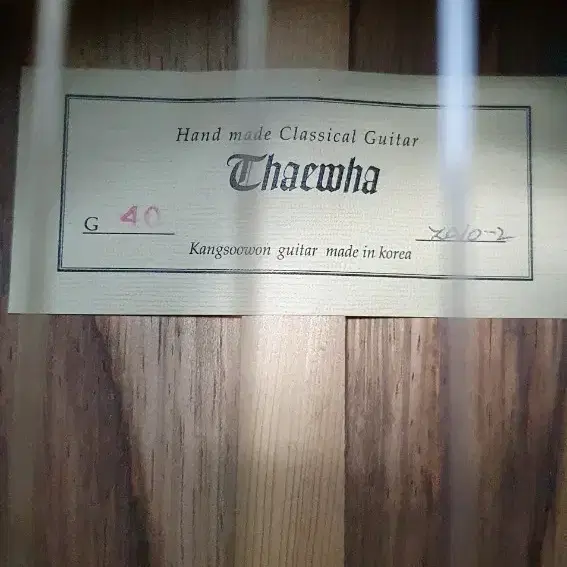 Hand made Classical Guitar
Thaewha
G 40
2010-2
Kangsoowon guitar made in korea